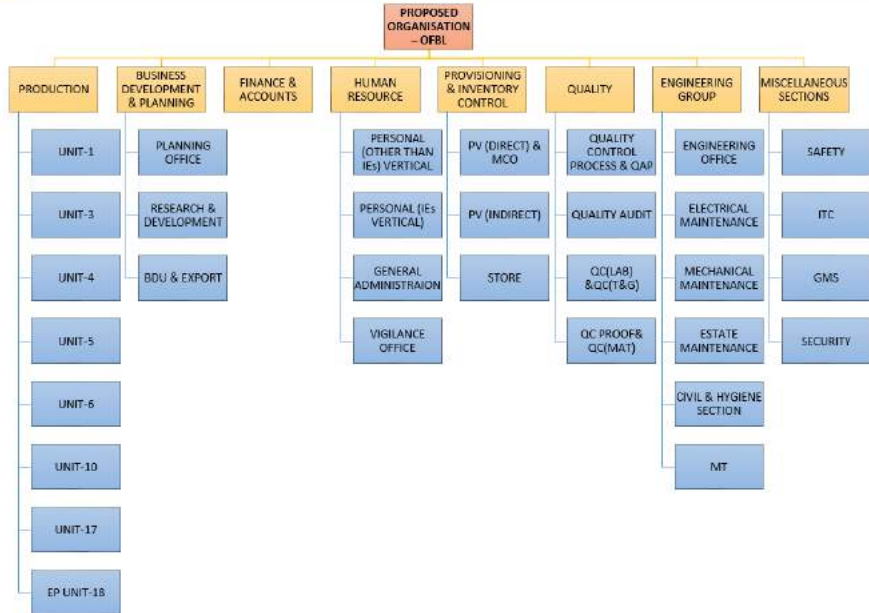 PROPOSED
ORGANISATION
– OFBL
PRODUCTION
BUSINESS
DEVELOPMENT
& PLANNING
FINANCE &
ACCOUNTS
HUMAN
RESOURCE
PROVISIONING
& INVENTORY
CONTROL
QUALITY
ENGINEERING
GROUP
MISCELLANEOUS
SECTIONS
UNIT-1
UNIT-3
UNIT-4
UNIT-5
UNIT-6
UNIT-10
UNIT-17
EP UNIT-18
PLANNING
OFFICE
RESEARCH &
DEVELOPMENT
BDU & EXPORT
PERSONAL
(OTHER THAN
IEs) VERTICAL
PERSONAL (IEs
VERTICAL)
GENERAL
ADMINISTRAION
VIGILANCE
OFFICE
PV (DIRECT) &
MCO
PV (INDIRECT)
STORE
QUALITY
CONTROL
PROCESS & QAP
QUALITY AUDIT
QC(LAB)
&QC(T&G)
QC PROOF&
QC(MAT)
ENGINEERING
OFFICE
ELECTRICAL
MAINTENANCE
MECHANICAL
MAINTENANCE
ESTATE
MAINTENANCE
CIVIL & HYGIENE
SECTION
MT
SAFETY
ITC
GMS
SECURITY